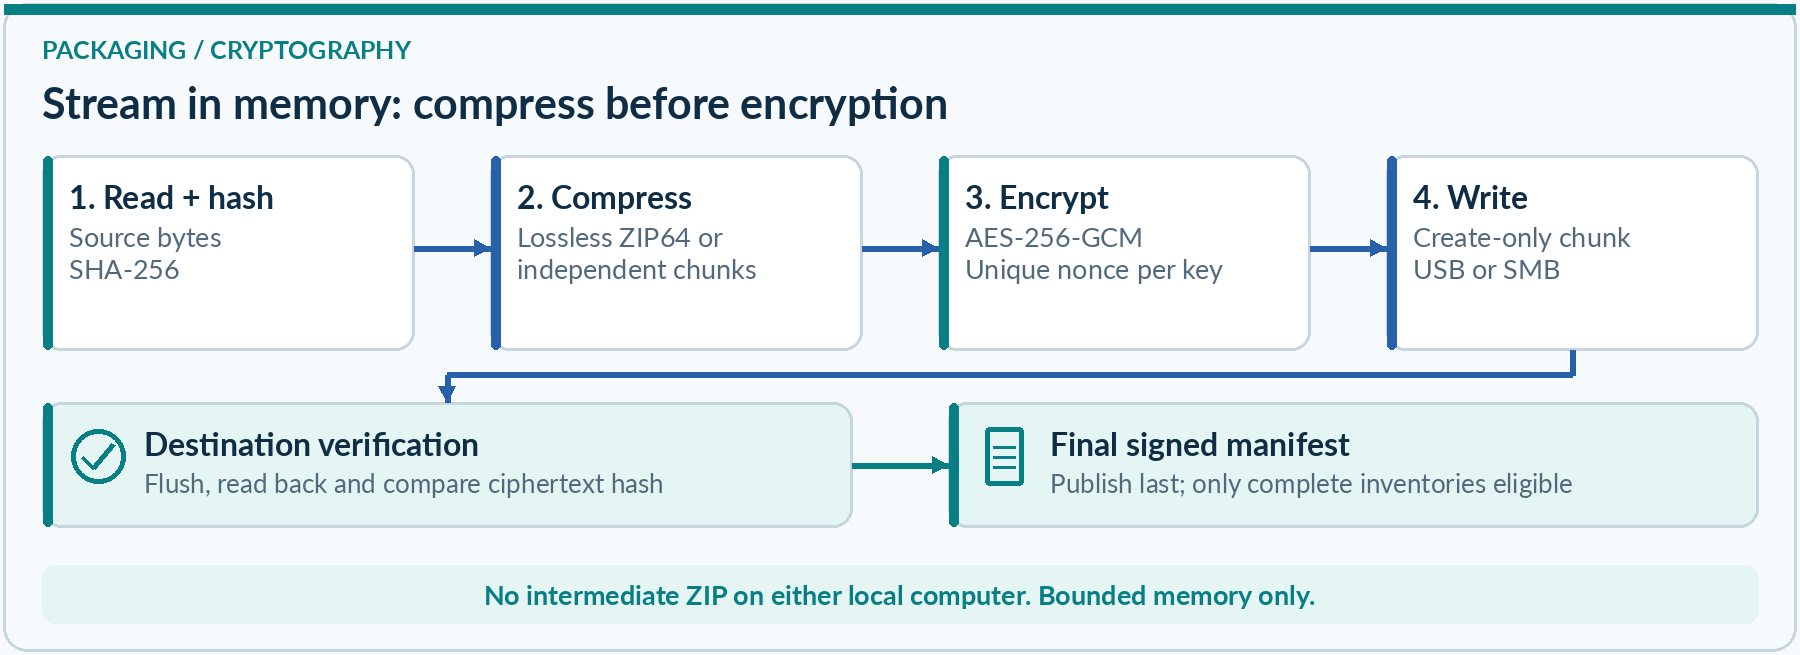 PACKAGING / CRYPTOGRAPHY
Stream in memory: compress before encryption
1. Read + hash
Source bytes
SHA-256
2. Compress
Lossless ZIP64 or
independent chunks
3. Encrypt
AES-256-GCM
Unique nonce per key
4. Write
Create-only chunk
USB or SMB
Destination verification
Flush, read back and compare ciphertext hash
Final signed manifest
Publish last; only complete inventories eligible
No intermediate ZIP on either local computer. Bounded memory only.